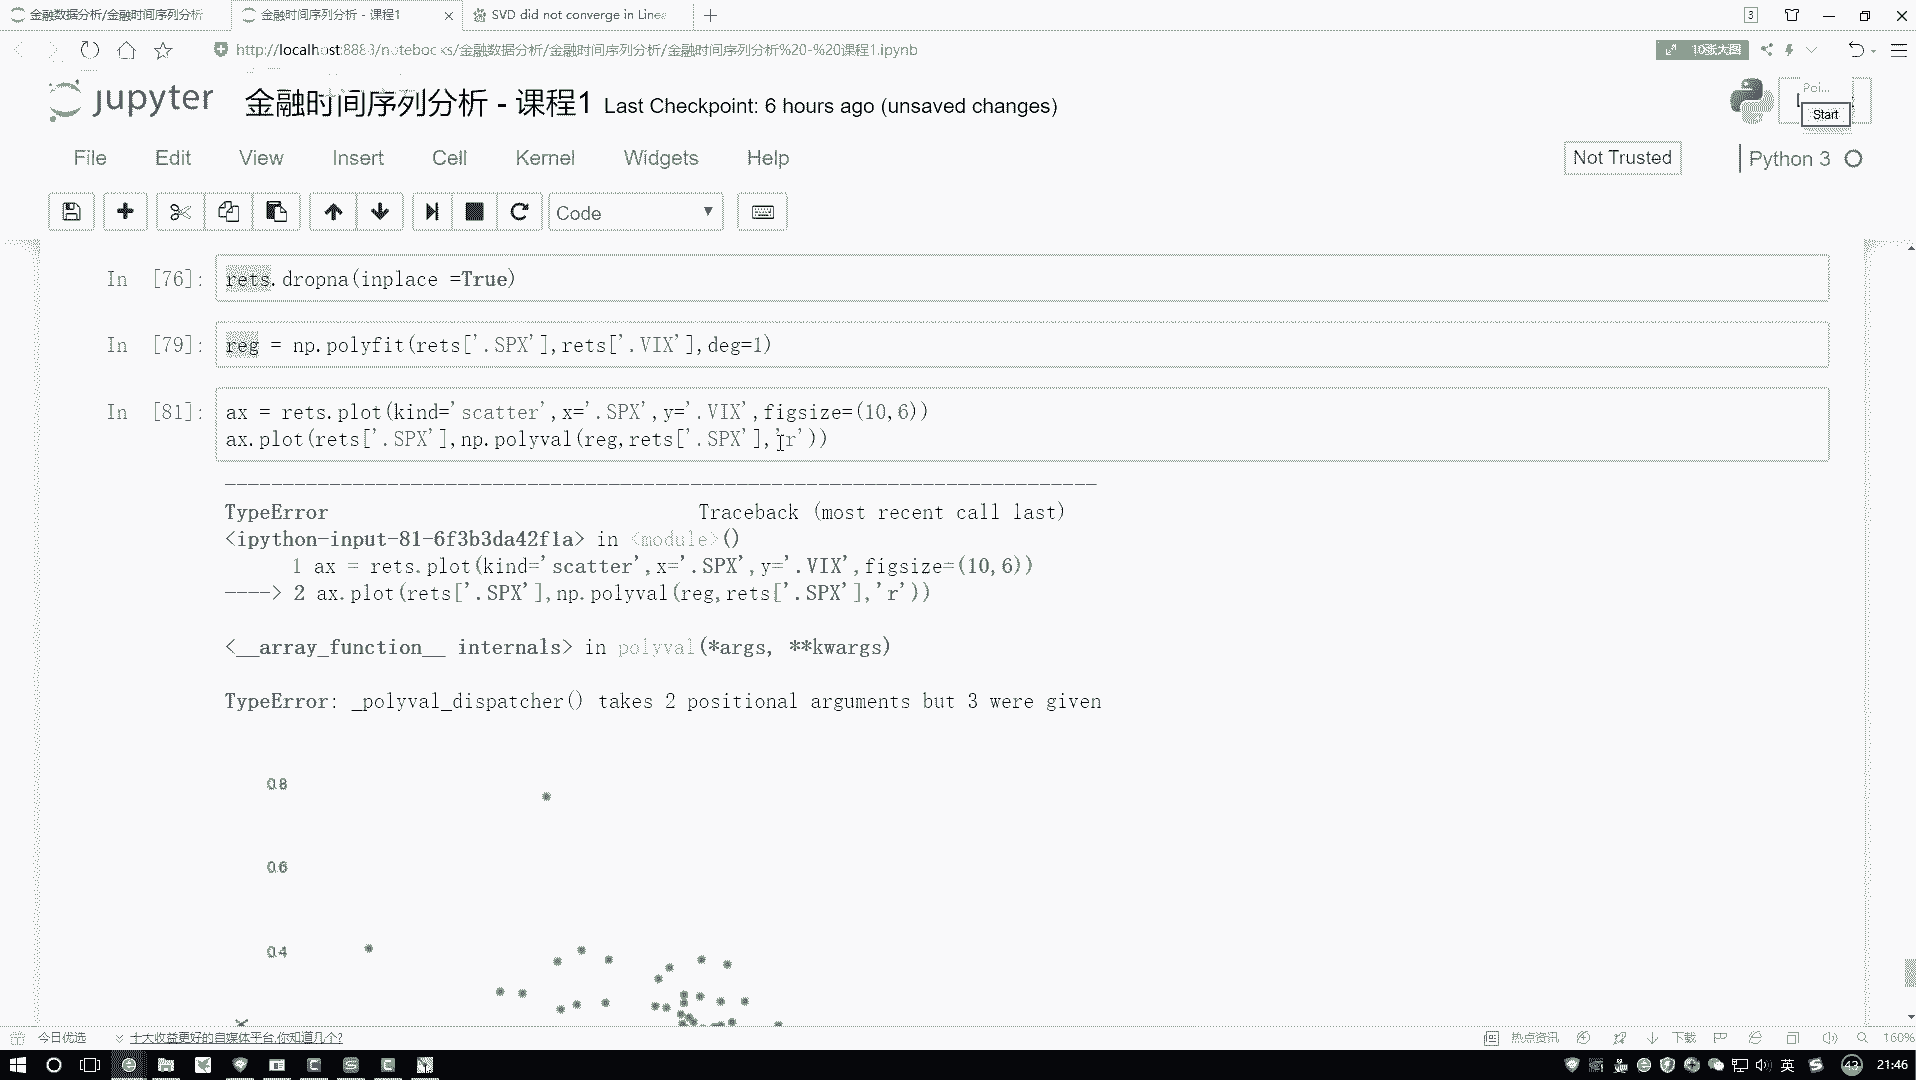 金融数据分析/金融时间序列分析
金融时间序列分析 - 课程1
SVD did not converge in Line
3
http://localhost:8888/notebooks/金融数据分析/金融时间序列分析/金融时间序列分析%20-%20课程1.ipynb
10张大图
jupyter
金融时间序列分析 - 课程1 Last Checkpoint: 6 hours ago (unsaved changes)
Poi...
Start
File Edit View Insert Cell Kernel Widgets Help
Not Trusted
Python 3
Code
In [76]: rets.dropna(inplace =True)
In [79]: reg = np.polyfit(rets['.SPX'],rets['.VIX'],deg=1)
In [81]: ax = rets.plot(kind='scatter',x='.SPX',y='.VIX',figsize=(10,6))
ax.plot(rets['.SPX'],np.polyval(reg,rets['.SPX'],'r'))
TypeError Traceback (most recent call last)
<ipython-input-81-6f3b3da42f1a> in <module>()
1 ax = rets.plot(kind='scatter',x='.SPX',y='.VIX',figsize=(10,6))
----> 2 ax.plot(rets['.SPX'],np.polyval(reg,rets['.SPX'],'r'))
<__array_function__ internals> in polyval(*args, **kwargs)
TypeError: _polyval_dispatcher() takes 2 positional arguments but 3 were given
0.8
0.6
0.4
今日优选
十大收益更好的自媒体平台,你知道几个?
热点资讯
下载
160%
英
43
21:46